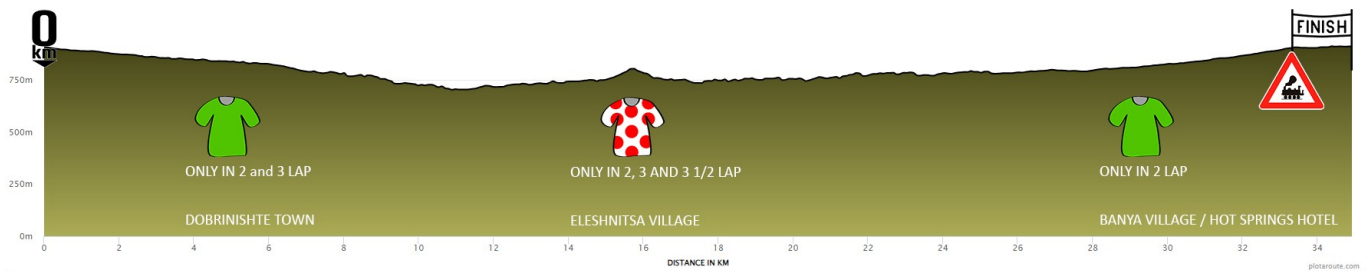 0
km
FINISH
750m
500m
250m
0m
ONLY IN 2 and 3 LAP
ONLY IN 2, 3 AND 3 1/2 LAP
ONLY IN 2 LAP
DOBRINISHTE TOWN
ELESHNITSA VILLAGE
BANYA VILLAGE / HOT SPRINGS HOTEL
0 2 4 6 8 10 12 14 16 18 20 22 24 26 28 30 32 34
DISTANCE IN KM
plotaroute.com